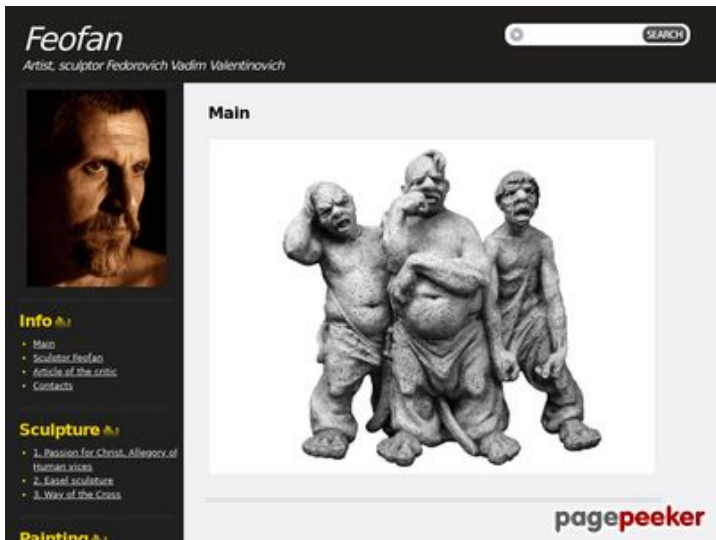 Feofan
Artist, sculptor Fedorovich Vadim Valentinovich
SEARCH
Main
Info
Main
Sculptor Feofan
Article of the critic
Contacts
Sculpture
1. Passion for Christ, Allegory of
Human vices
2. Easel sculpture
3. Way of the Cross
Painting
pagepeeker